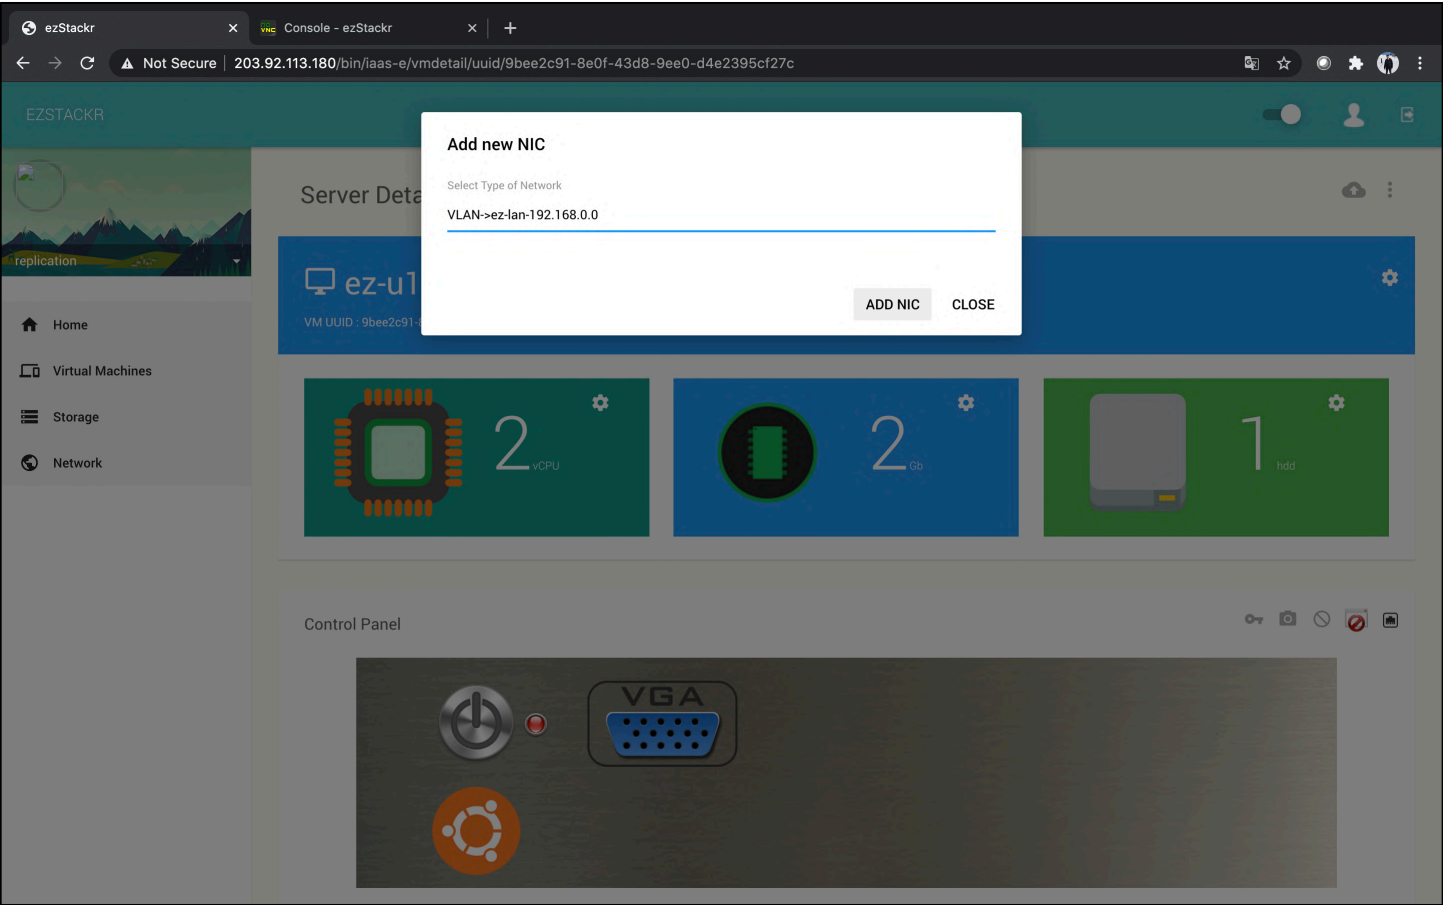 ezStackr
Console - ezStackr
Not Secure
203.92.113.180/bin/iaas-e/vmdetail/uuid/9bee2c91-8e0f-43d8-9ee0-d4e2395cf27c
EZSTACKR
replication
Home
Virtual Machines
Storage
Network
Server Deta
Add new NIC
Select Type of Network
VLAN->ez-lan-192.168.0.0
ADD NIC
CLOSE
ez-u1
VM UUID : 9bee2c91-
2 vCPU
2 Gb
1 hdd
Control Panel
VGA